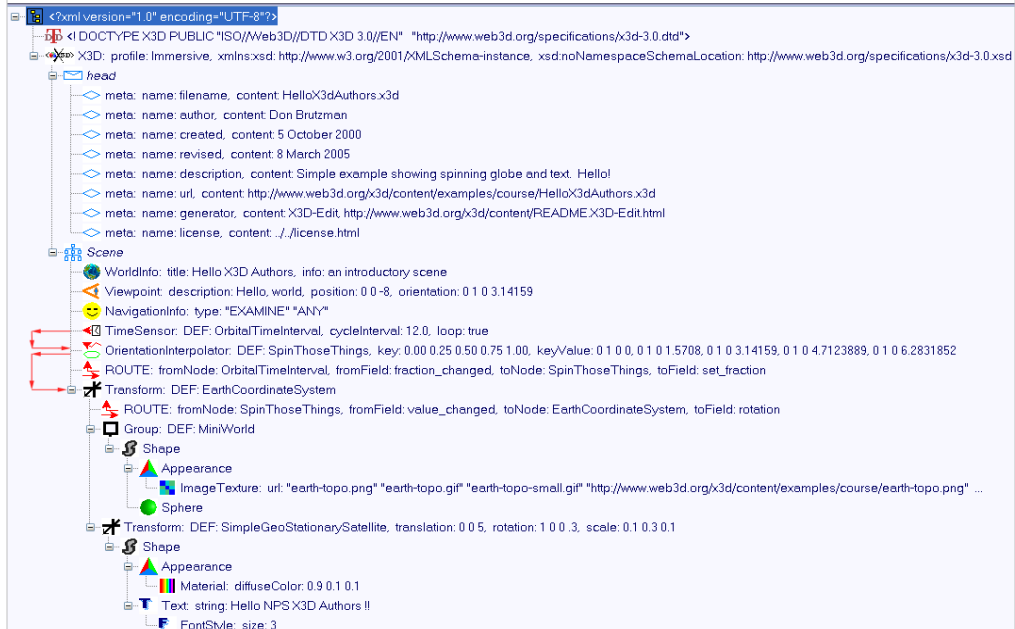 <?xml version="1.0" encoding="UTF-8"?>
<! DOCTYPE X3D PUBLIC "ISO//Web3D//DTD X3D 3.0//EN" "http://www.web3d.org/specifications/x3d-3.0.dtd">
X3D: profile: Immersive, xmlns:xsd: http://www.w3.org/2001/XMLSchema-instance, xsd:noNamespaceSchemaLocation: http://www.web3d.org/specifications/x3d-3.0.xsd
head
meta: name: filename, content: HelloX3dAuthors.x3d
meta: name: author, content: Don Brutzman
meta: name: created, content: 5 October 2000
meta: name: revised, content: 8 March 2005
meta: name: description, content: Simple example showing spinning globe and text. Hello!
meta: name: url, content: http://www.web3d.org/x3d/content/examples/course/HelloX3dAuthors.x3d
meta: name: generator, content: X3D-Edit, http://www.web3d.org/x3d/content/README.X3D-Edit.html
meta: name: license, content: ../../license.html
Scene
WorldInfo: title: Hello X3D Authors, info: an introductory scene
Viewpoint: description: Hello, world, position: 0 0 -8, orientation: 0 1 0 3.14159
NavigationInfo: type: "EXAMINE" "ANY"
TimeSensor: DEF: OrbitalTimeInterval, cycleInterval: 12.0, loop: true
OrientationInterpolator: DEF: SpinThoseThings, key: 0.00 0.25 0.50 0.75 1.00, keyValue: 0 1 0 0, 0 1 0 1.5708, 0 1 0 3.14159, 0 1 0 4.7123889, 0 1 0 6.2831852
ROUTE: fromNode: OrbitalTimeInterval, fromField: fraction_changed, toNode: SpinThoseThings, toField: set_fraction
Transform: DEF: EarthCoordinateSystem
ROUTE: fromNode: SpinThoseThings, fromField: value_changed, toNode: EarthCoordinateSystem, toField: rotation
Group: DEF: MiniWorld
Shape
Appearance
ImageTexture: url: "earth-topo.png" "earth-topo.gif" "earth-topo-small.gif" "http://www.web3d.org/x3d/content/examples/course/earth-topo.png" ...
Sphere
Transform: DEF: SimpleGeoStationarySatellite, translation: 0 0 5, rotation: 1 0 0 .3, scale: 0.1 0.3 0.1
Shape
Appearance
Material: diffuseColor: 0.9 0.1 0.1
Text: string: Hello NPS X3D Authors !!
FontStyle: size: 3